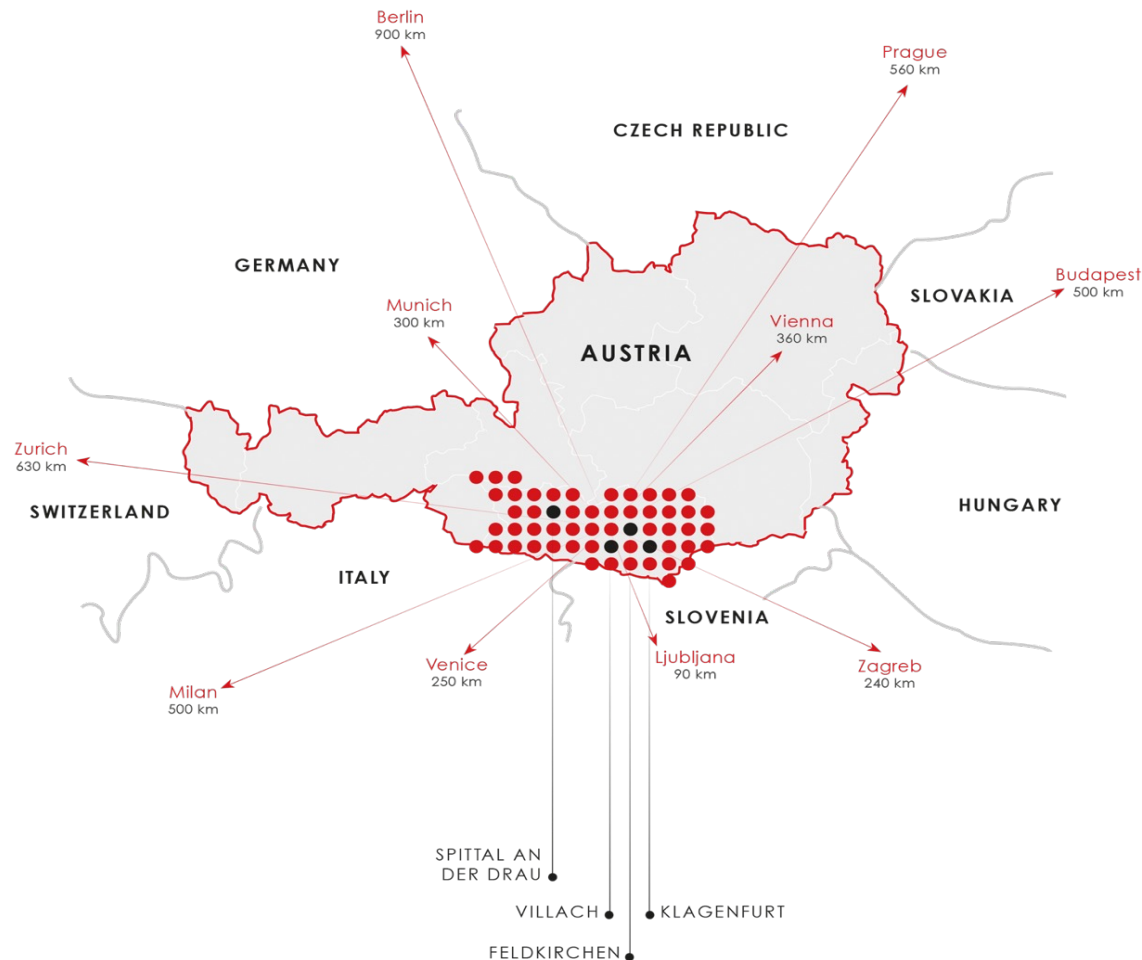 Berlin
900 km
Prague
560 km
CZECH REPUBLIC
GERMANY
Budapest
500 km
SLOVAKIA
Munich
300 km
Vienna
360 km
AUSTRIA
Zurich
630 km
SWITZERLAND
HUNGARY
ITALY
SLOVENIA
Milan
500 km
Venice
250 km
Ljubljana
90 km
Zagreb
240 km
SPITTAL AN
DER DRAU
VILLACH
KLAGENFURT
FELDKIRCHEN